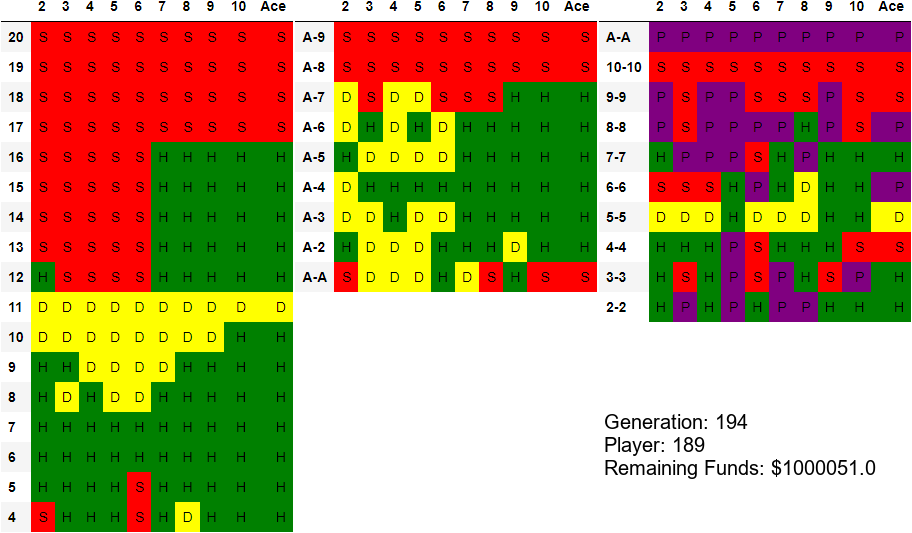 2 3 4 5 6 7 8 9 10 Ace
20 S S S S S S S S S S
19 S S S S S S S S S S
18 S S S S S S S S S S
17 S S S S S S S S S S
16 S S S S S H H H H H
15 S S S S S H H H H H
14 S S S S S H H H H H
13 S S S S S H H H H H
12 H S S S S H H H H H
11 D D D D D D D D D D
10 D D D D D D D D H H
9 H H D D D D H H H H
8 H D H D D H H H H H
7 H H H H H H H H H H
6 H H H H H H H H H H
5 H H H H S H H H H H
4 S H H H S H D H H H
2 3 4 5 6 7 8 9 10 Ace
A-9 S S S S S S S S S S
A-8 S S S S S S S S S S
A-7 D S D D S S S H H H
A-6 D H D H D H H H H H
A-5 H D D D D H H H H H
A-4 D H H H H H H H H H
A-3 D D H D D H H H H H
A-2 H D D D H H H D H H
A-A S D D D H D S H S S
2 3 4 5 6 7 8 9 10 Ace
A-A P P P P P P P P P P
10-10 S S S S S S S S S S
9-9 P S P P S S S P S S
8-8 P S P P P P H P S P
7-7 H P P P S H P H H H
6-6 S S S H P H D H H P
5-5 D D D H D D D H H D
4-4 H H H P S H H H S S
3-3 H S H P S P H S P H
2-2 H P H P H P P H H H
Generation: 194
Player: 189
Remaining Funds: $1000051.0